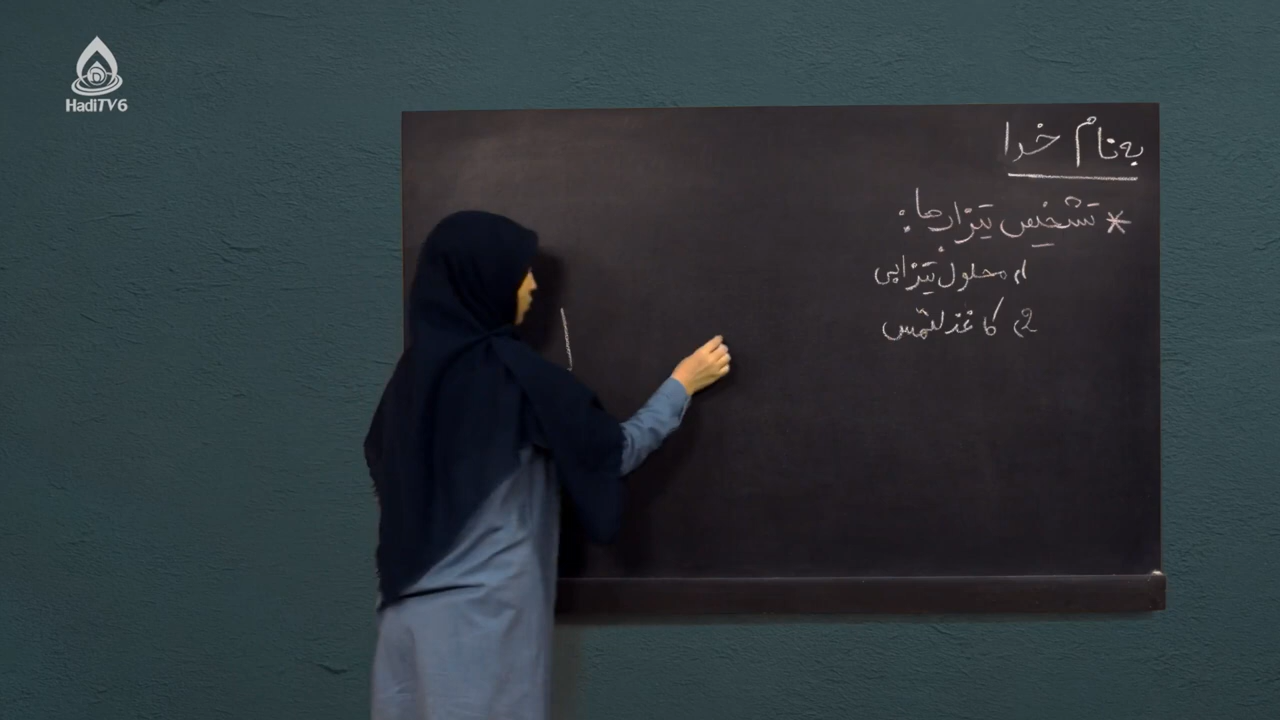 HadiTV6
به نام خدا
* تشخیص تیزاب‌ها:
۱) محلول تیزابی
۲) کاغذ لتمس